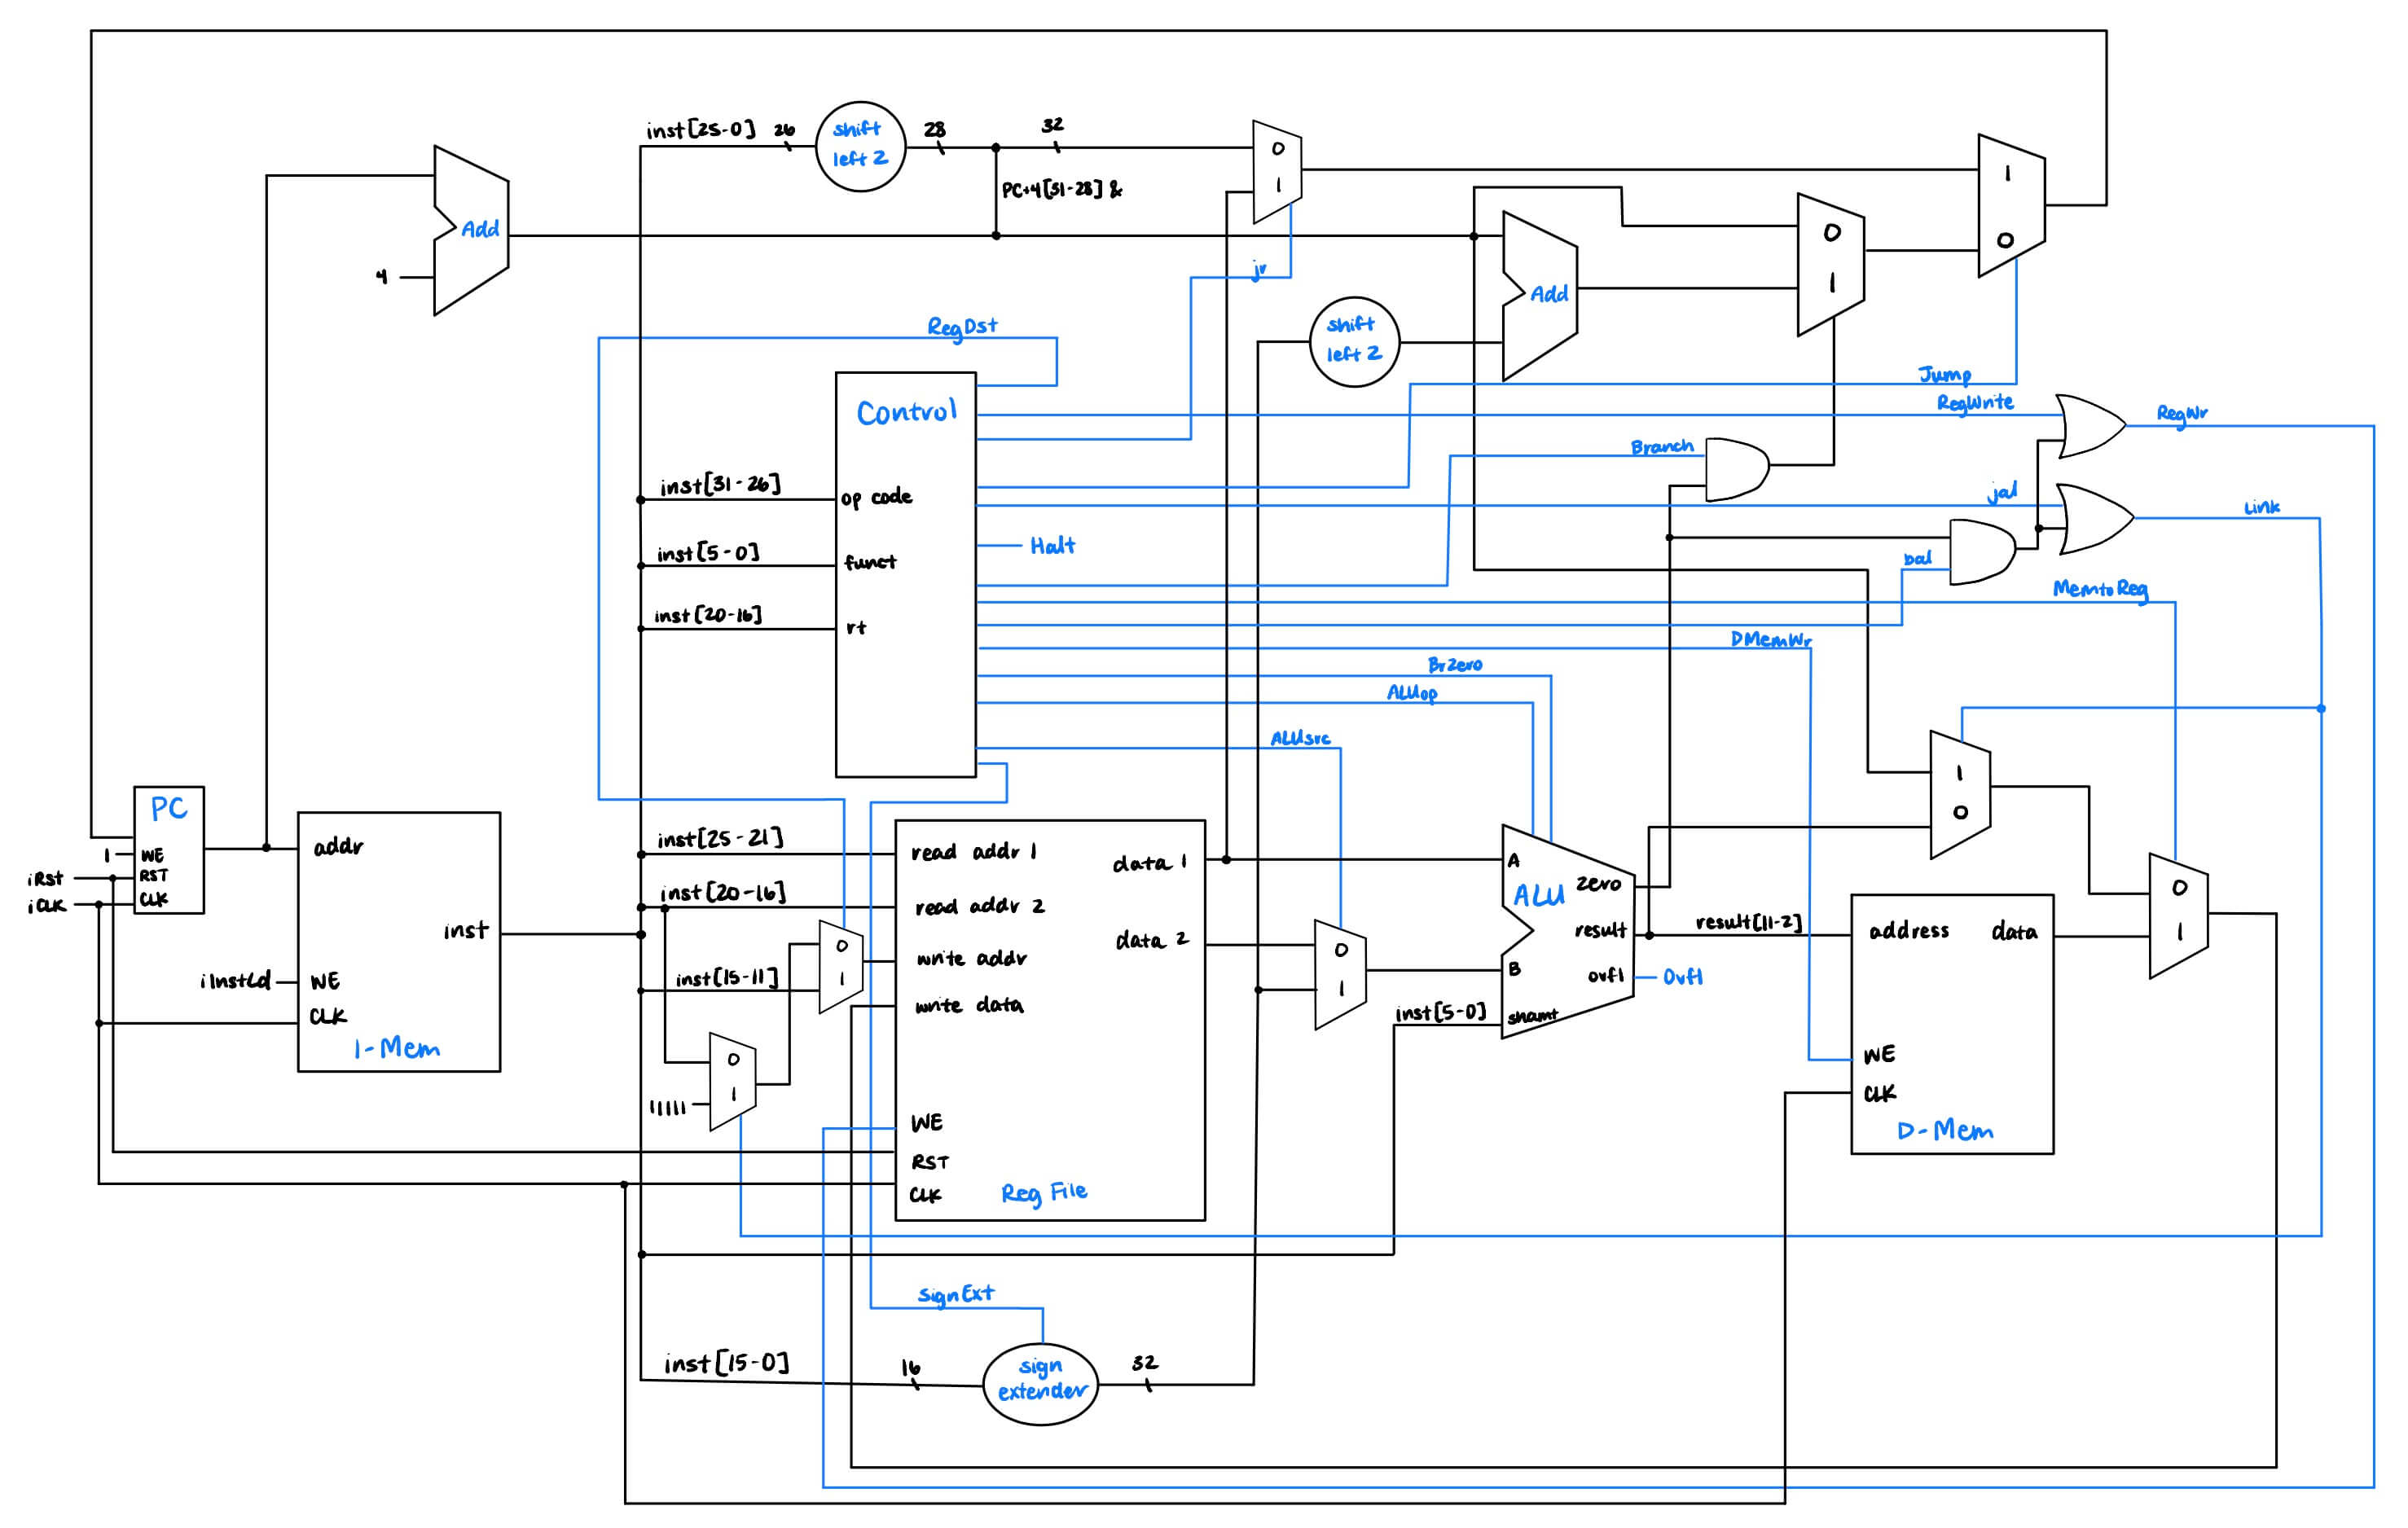 inst[25-0]
26
shift
left 2
28
32
PC+4[31-28] &
0
1
1
0
Add
4
jr
0
1
Add
shift
left 2
RegDst
Jump
Control
RegWrite
RegWr
Branch
inst[31-26]
op code
jal
Link
Halt
inst[5-0]
funct
bal
MemtoReg
inst[20-16]
rt
DMemWr
BrZero
ALUop
ALUsrc
1
0
PC
1
WE
iRst
RST
iCLK
CLK
addr
inst
iInstLd
WE
CLK
I-Mem
inst[25-21]
read addr 1
data 1
inst[20-16]
read addr 2
data 2
0
1
write addr
inst[15-11]
write data
0
1
11111
WE
RST
CLK
Reg File
0
1
A
ALU
zero
result
B
ovfl
Ovfl
inst[5-0]
shamt
result[11-2]
address
data
0
1
WE
CLK
D-Mem
SignExt
inst[15-0]
16
sign
extender
32